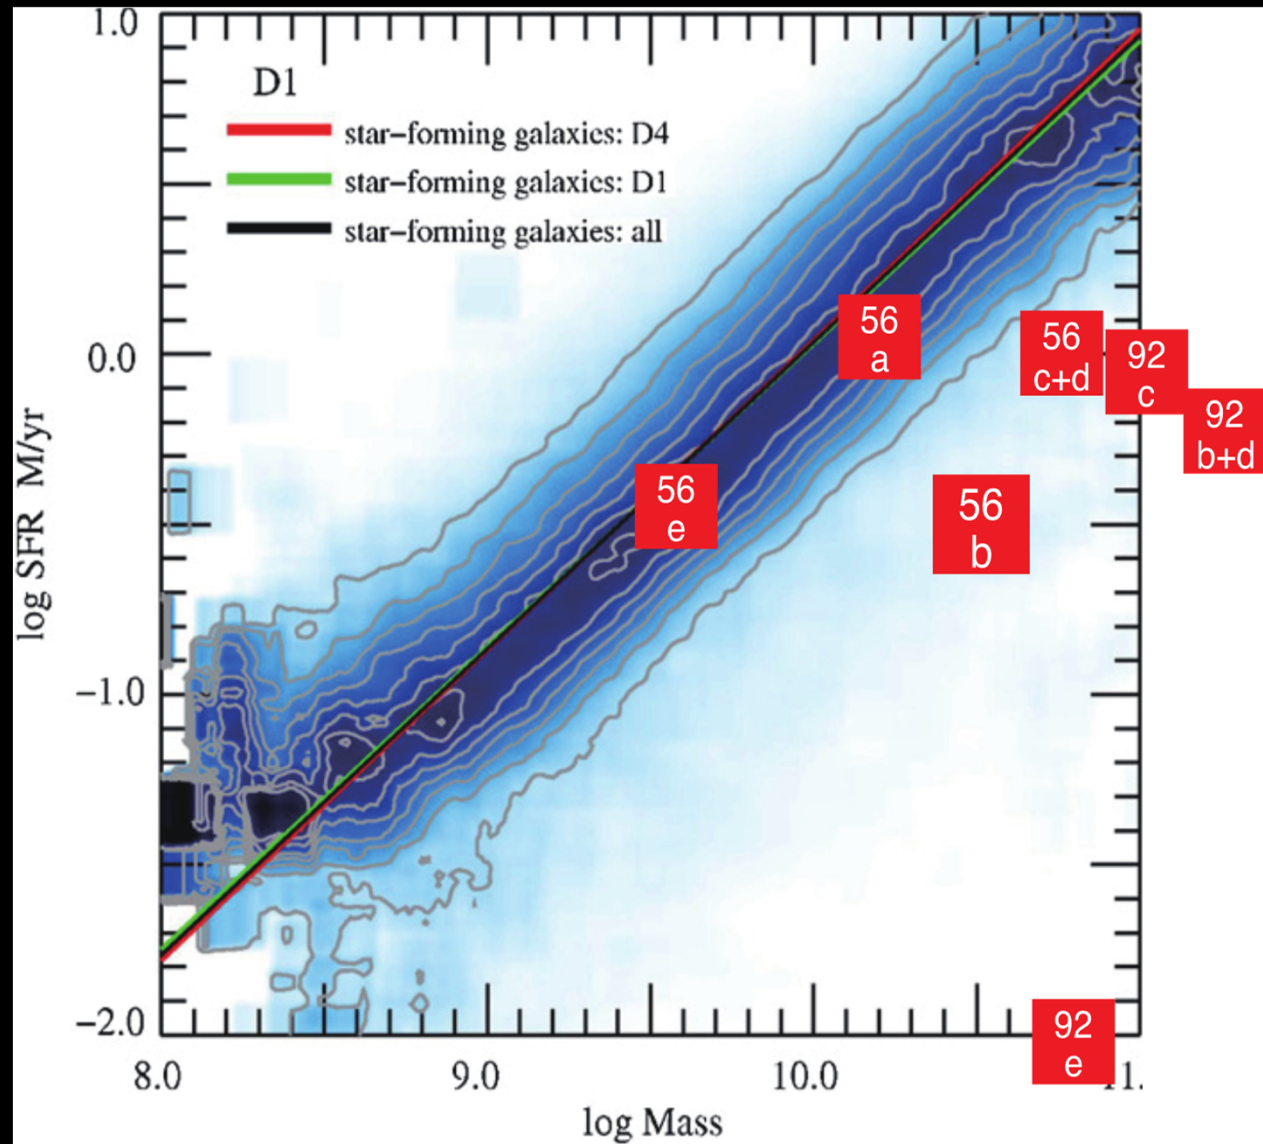 1.0
D1
star-forming galaxies: D4
star-forming galaxies: D1
star-forming galaxies: all
56
a
56
c+d
92
c
0.0
92
b+d
56
e
56
b
log SFR M/yr
-1.0
-2.0
92
e
8.0
9.0
10.0
11.
log Mass